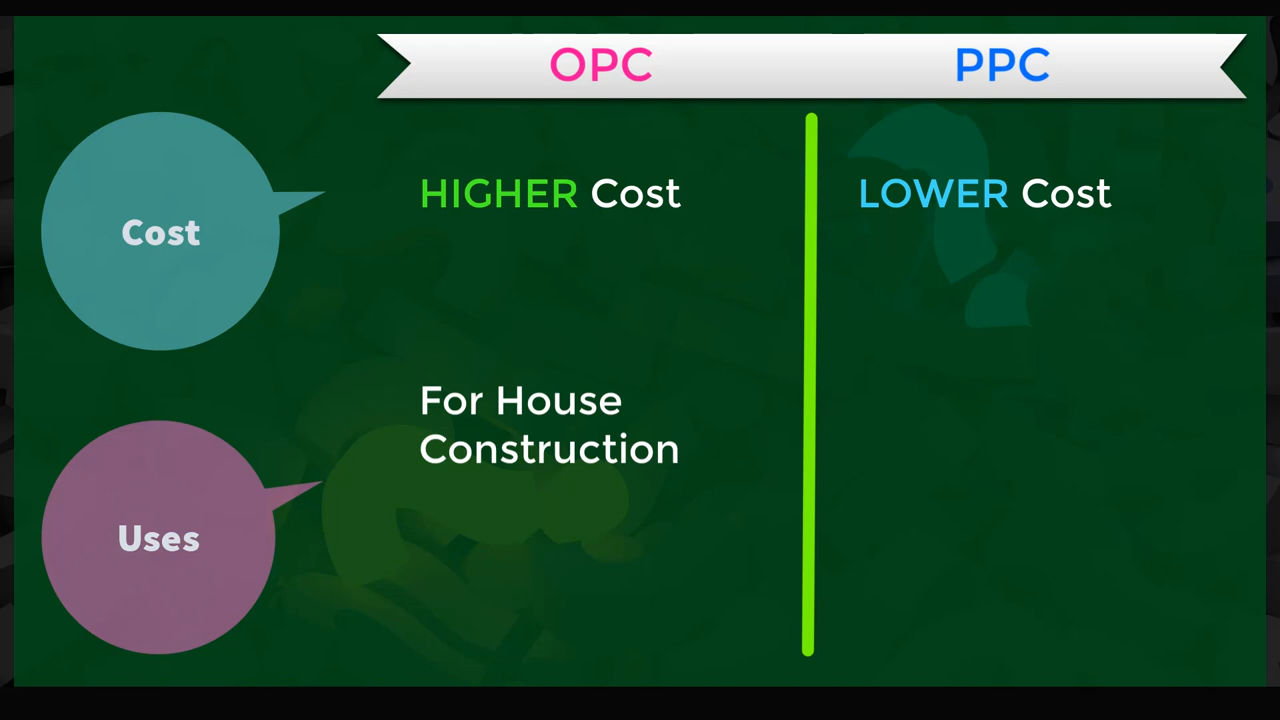 OPC PPC
Cost
HIGHER Cost
LOWER Cost
Uses
For House
Construction